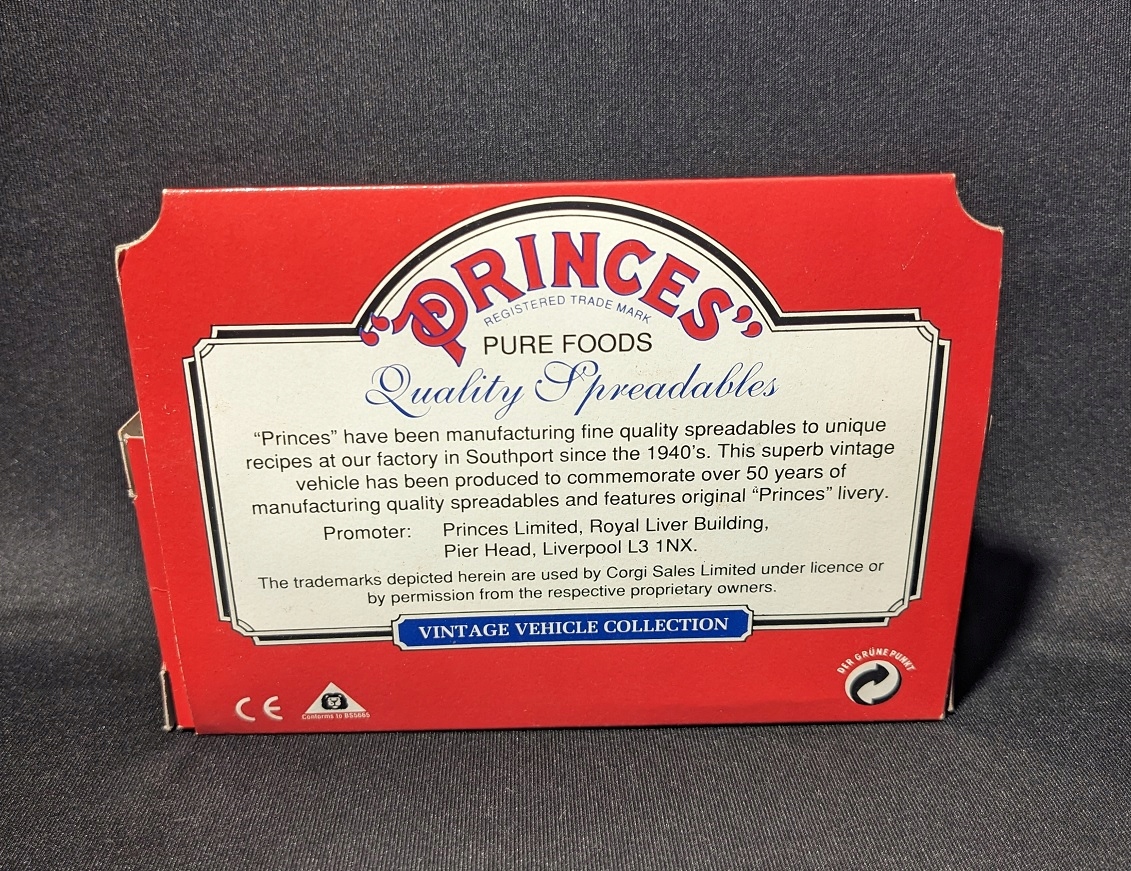 "PRINCES"
REGISTERED TRADE MARK
PURE FOODS
Quality Spreadables
"Princes" have been manufacturing fine quality spreadables to unique
recipes at our factory in Southport since the 1940's. This superb vintage
vehicle has been produced to commemorate over 50 years of
manufacturing quality spreadables and features original "Princes" livery.
Promoter: Princes Limited, Royal Liver Building,
Pier Head, Liverpool L3 1NX.
The trademarks depicted herein are used by Corgi Sales Limited under licence or
by permission from the respective proprietary owners.
VINTAGE VEHICLE COLLECTION
CE
Conforms to BS5665
DER GRÜNE PUNKT